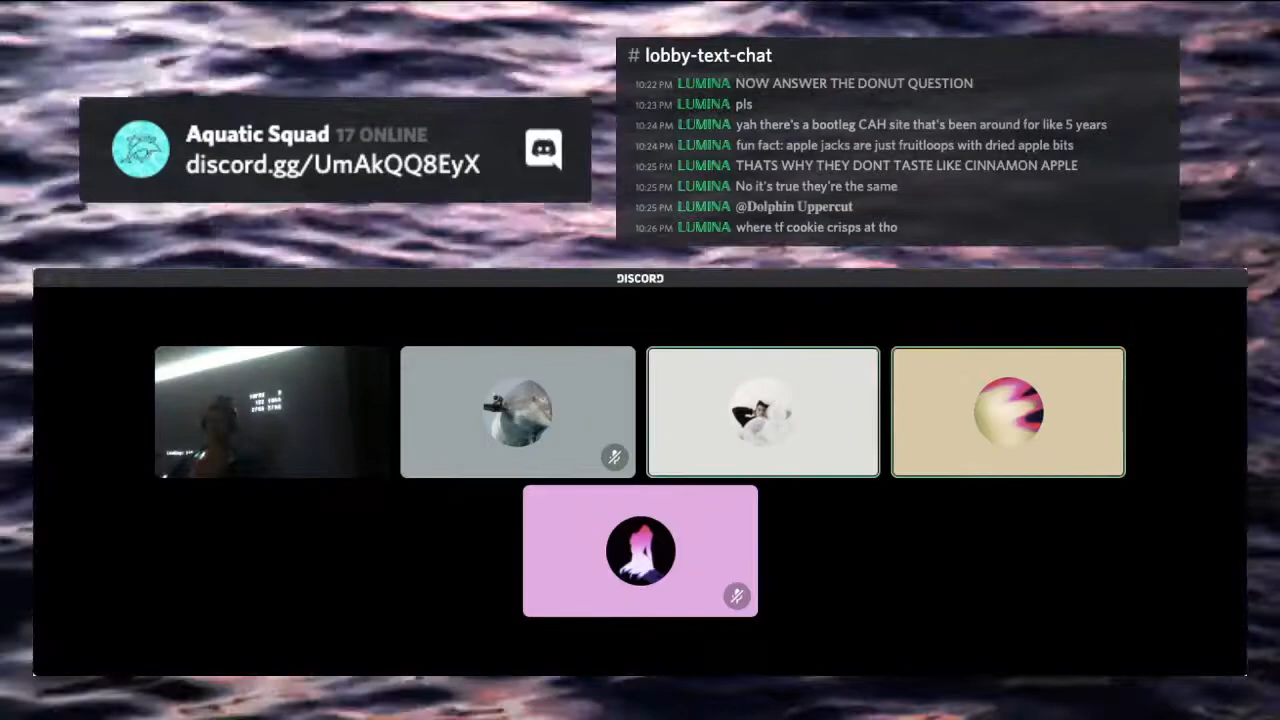 Aquatic Squad 17 ONLINE
discord.gg/UmAkQQ8EyX
# lobby-text-chat
10:22 PM LUMINA NOW ANSWER THE DONUT QUESTION
10:23 PM LUMINA pls
10:24 PM LUMINA yah there's a bootleg CAH site that's been around for like 5 years
10:24 PM LUMINA fun fact: apple jacks are just fruitloops with dried apple bits
10:25 PM LUMINA THATS WHY THEY DONT TASTE LIKE CINNAMON APPLE
10:25 PM LUMINA No it's true they're the same
10:25 PM LUMINA @Dolphin Uppercut
10:26 PM LUMINA where tf cookie crisps at tho
DISCORD